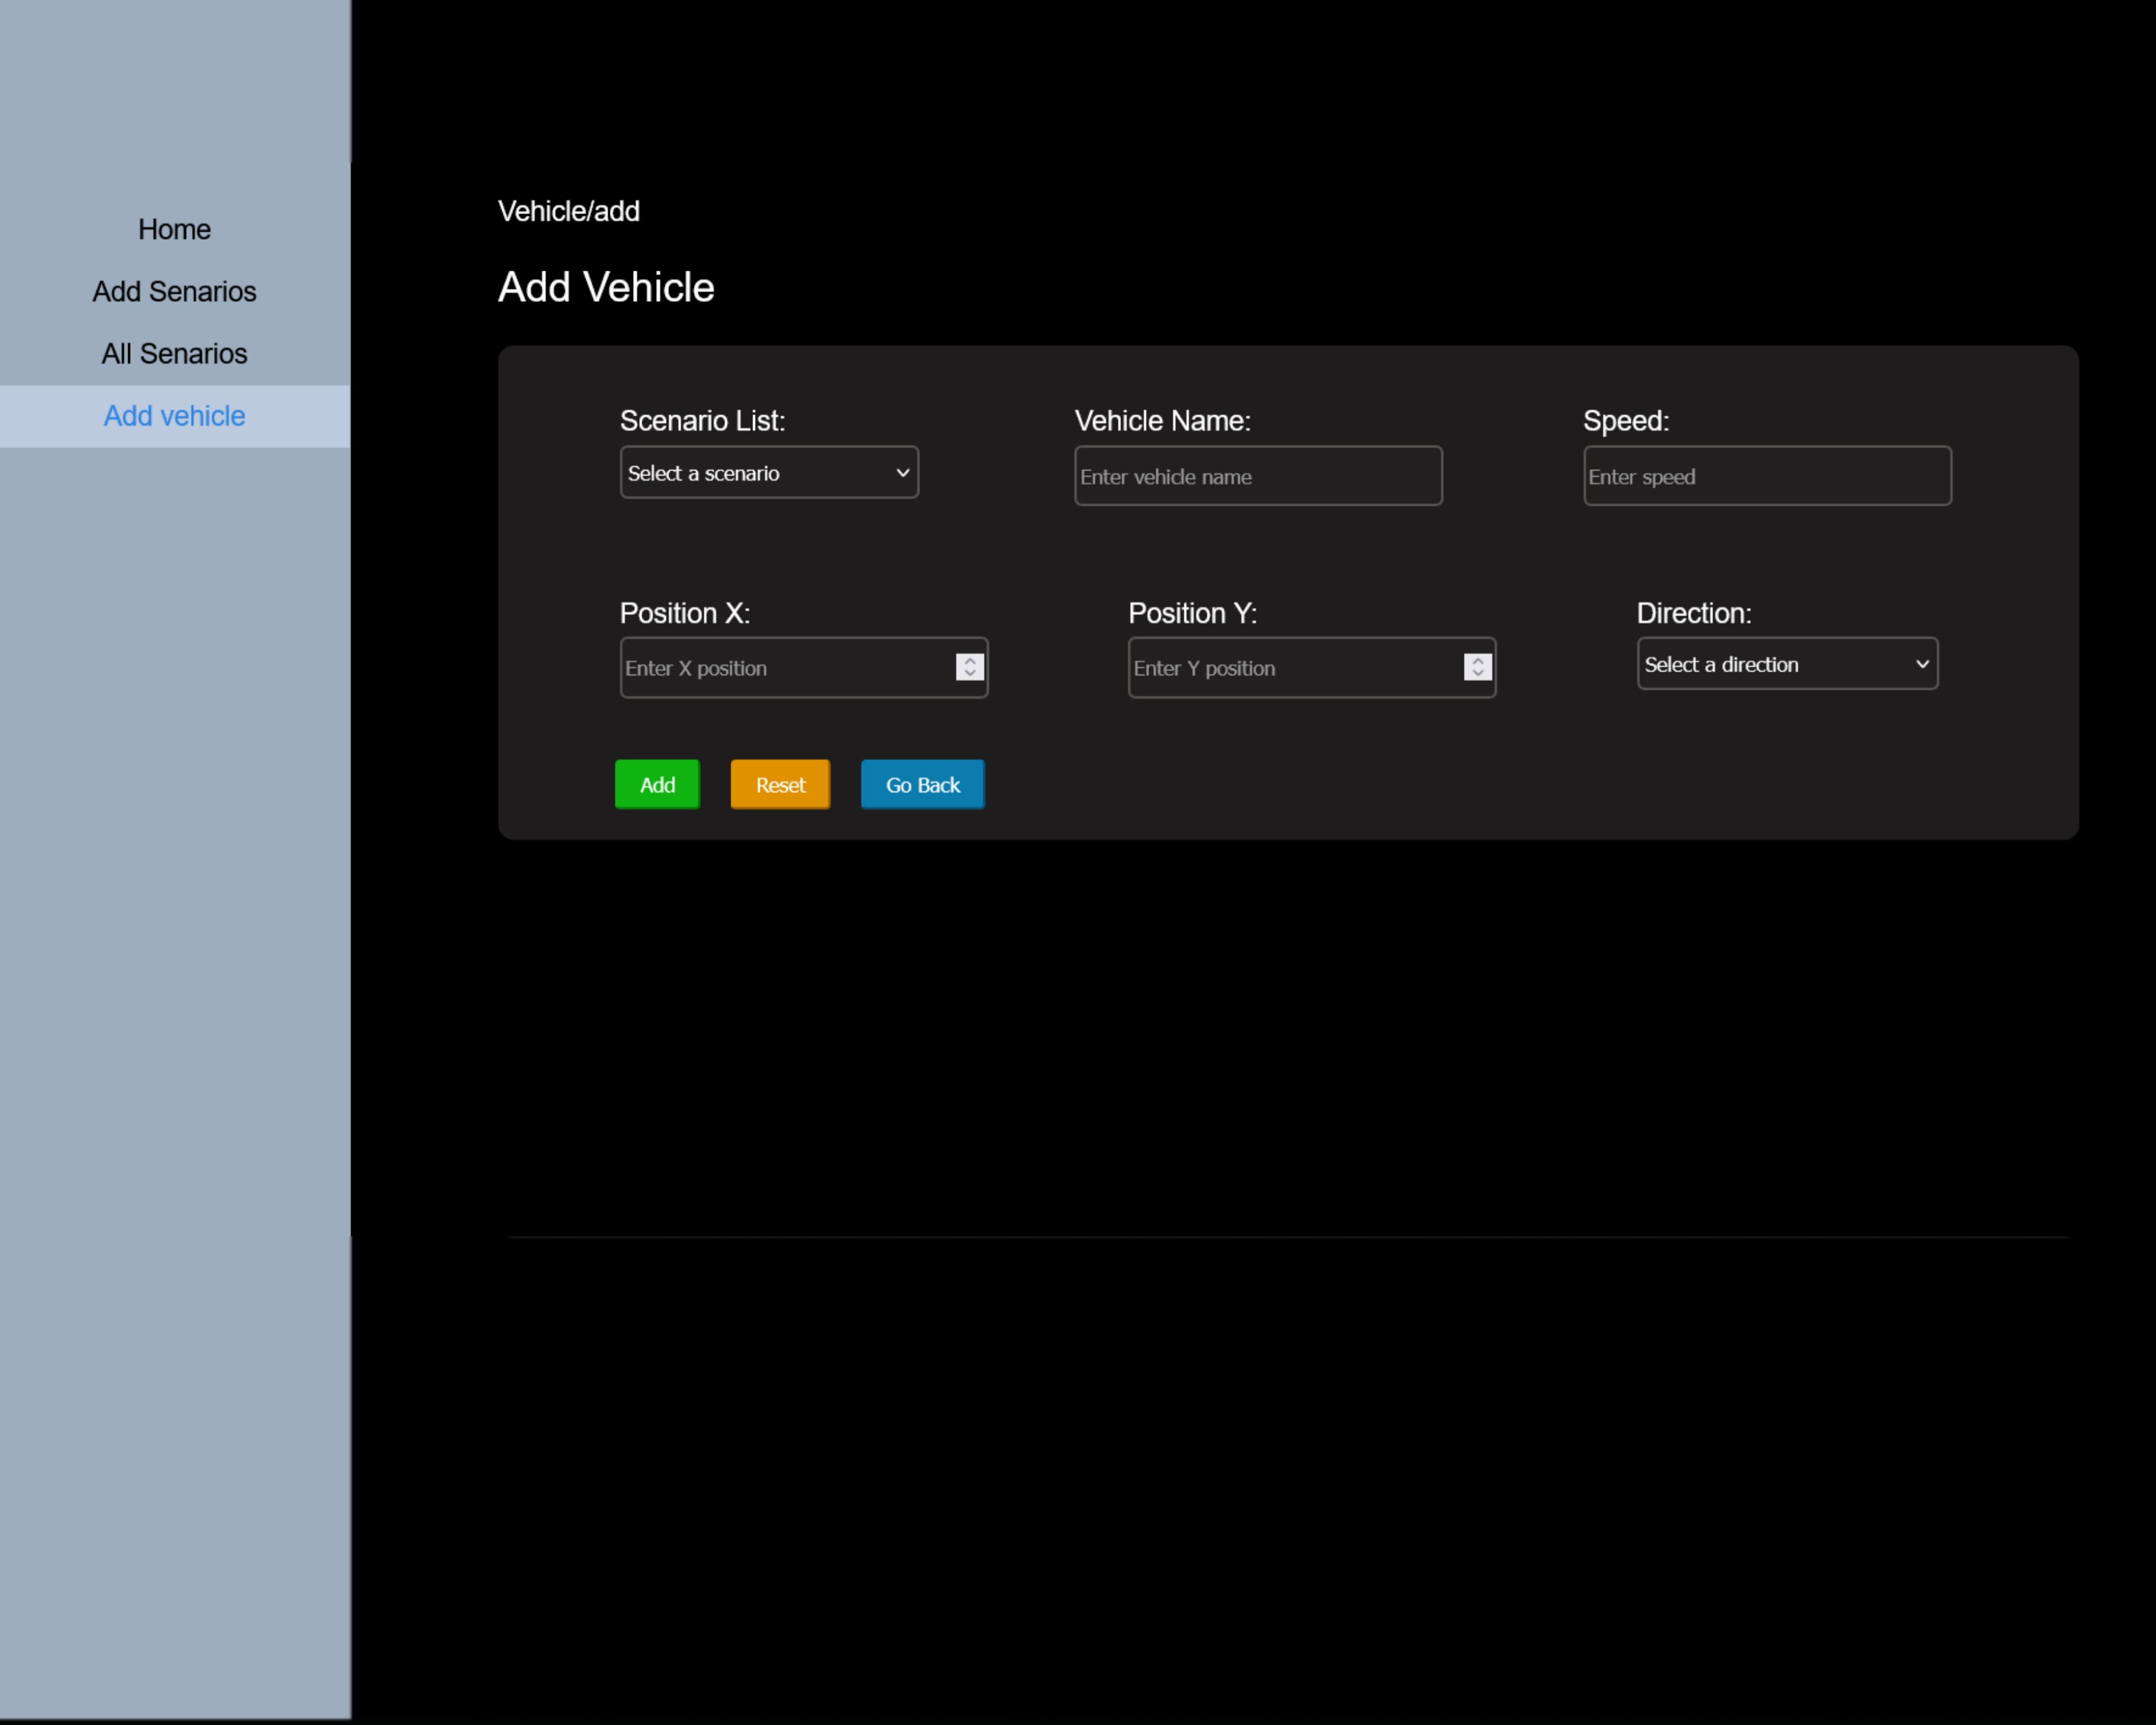 Home
Add Senarios
All Senarios
Add vehicle
Vehicle/add
Add Vehicle
Scenario List:
Select a scenario
Vehicle Name:
Enter vehicle name
Speed:
Enter speed
Position X:
Enter X position
Position Y:
Enter Y position
Direction:
Select a direction
Add
Reset
Go Back